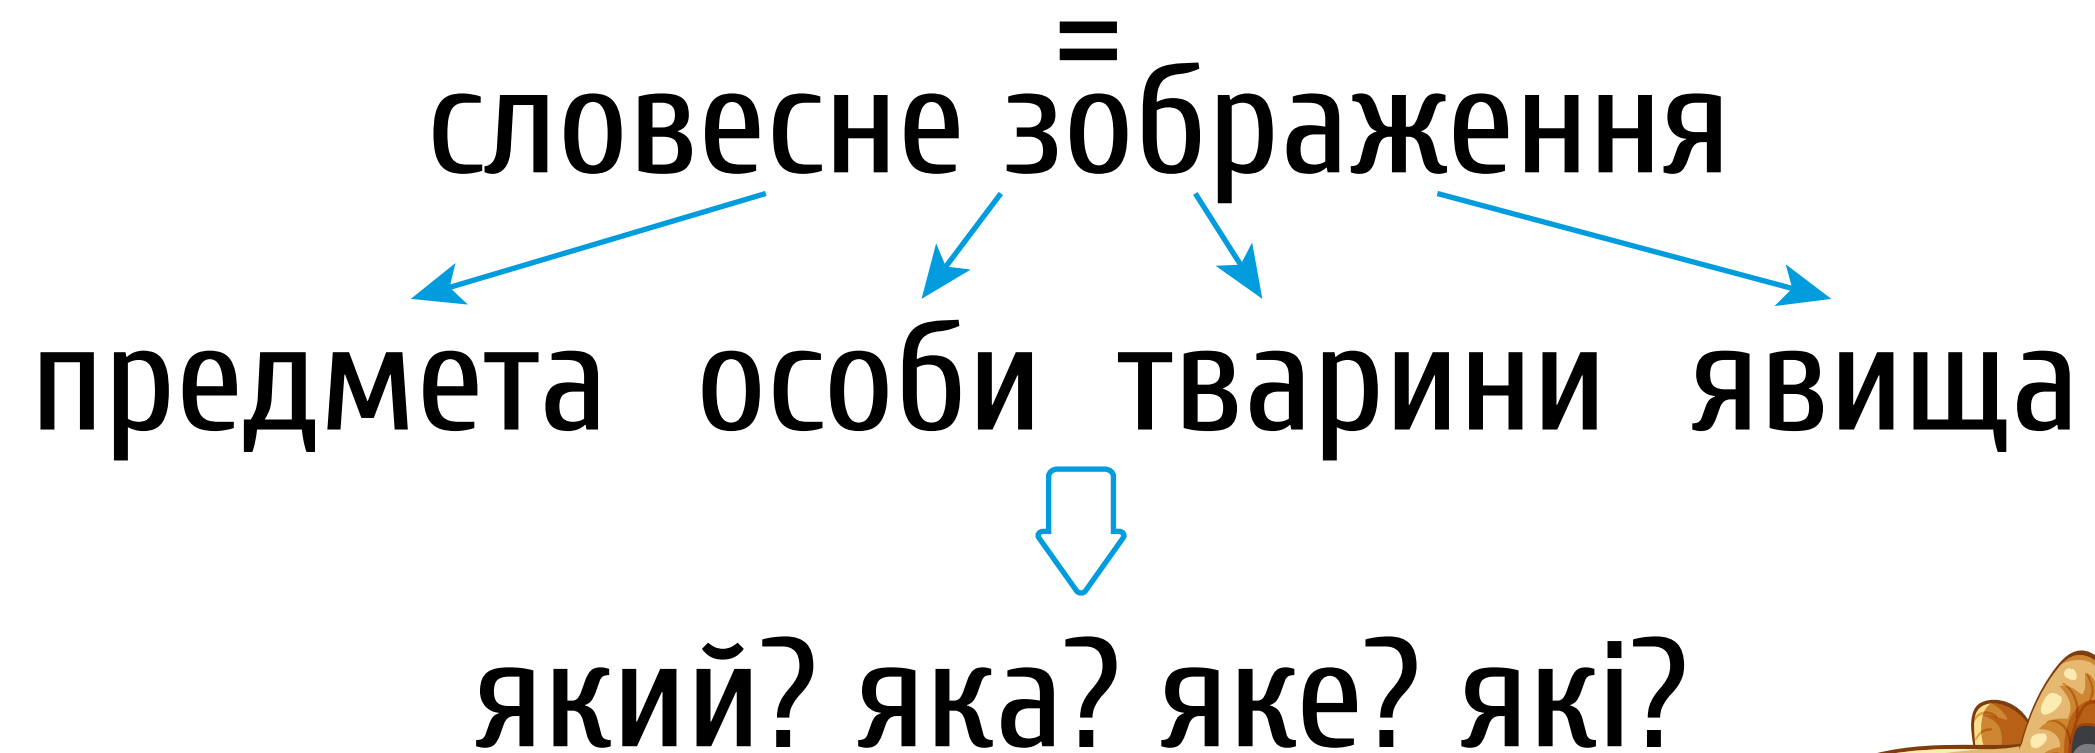 =
словесне зображення
предмета особи тварини явища
який? яка? яке? які?